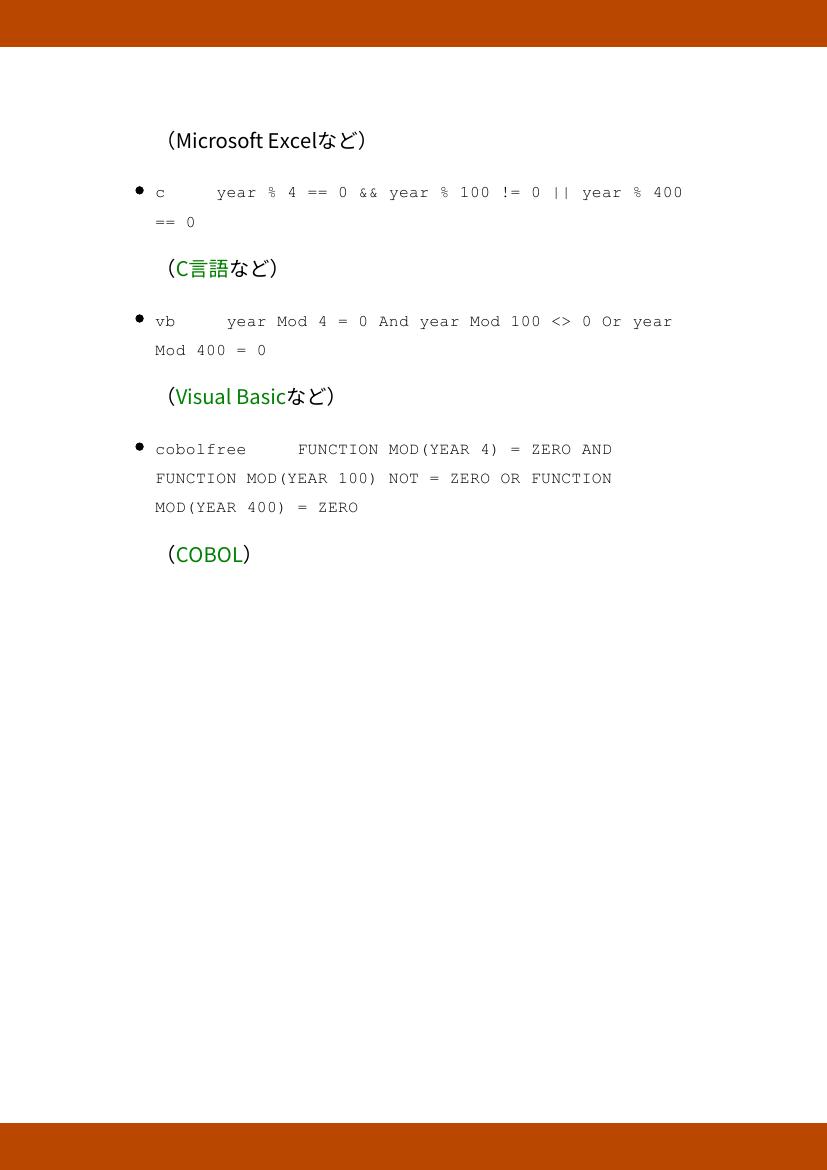 （Microsoft Excelなど）
● c     year % 4 == 0 && year % 100 != 0 || year % 400
== 0
（C言語など）
● vb     year Mod 4 = 0 And year Mod 100 <> 0 Or year
Mod 400 = 0
（Visual Basicなど）
● cobolfree     FUNCTION MOD(YEAR 4) = ZERO AND
FUNCTION MOD(YEAR 100) NOT = ZERO OR FUNCTION
MOD(YEAR 400) = ZERO
（COBOL）